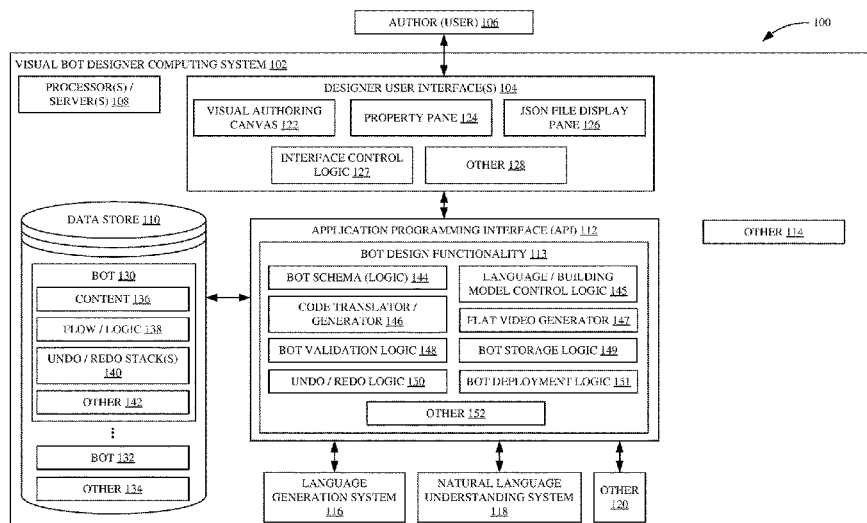 AUTHOR (USER) 106
100
VISUAL BOT DESIGNER COMPUTING SYSTEM 102
PROCESSOR(S) /
SERVER(S) 108
DESIGNER USER INTERFACE(S) 104
VISUAL AUTHORING
CANVAS 122
PROPERTY PANE 124
JSON FILE DISPLAY
PANE 126
INTERFACE CONTROL
LOGIC 127
OTHER 128
DATA STORE 110
BOT 130
CONTENT 136
FLOW / LOGIC 138
UNDO / REDO STACK(S)
140
OTHER 142
BOT 132
OTHER 134
APPLICATION PROGRAMMING INTERFACE (API) 112
BOT DESIGN FUNCTIONALITY 113
BOT SCHEMA (LOGIC) 144
LANGUAGE / BUILDING
MODEL CONTROL LOGIC 145
CODE TRANSLATOR /
GENERATOR 146
FLAT VIDEO GENERATOR 147
BOT VALIDATION LOGIC 148
BOT STORAGE LOGIC 149
UNDO / REDO LOGIC 150
BOT DEPLOYMENT LOGIC 151
OTHER 152
OTHER 114
LANGUAGE
GENERATION SYSTEM
116
NATURAL LANGUAGE
UNDERSTANDING SYSTEM
118
OTHER
120